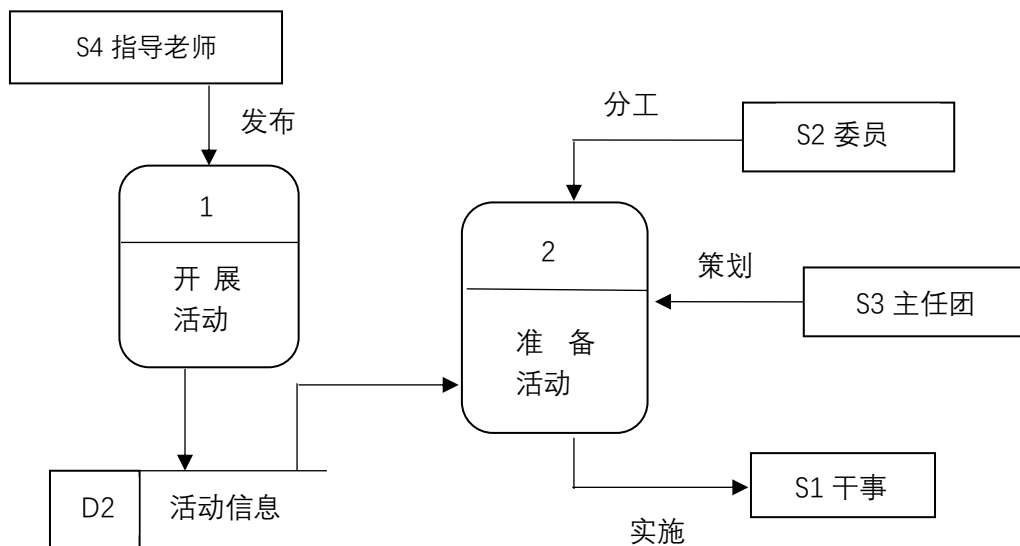 S4 指导老师
发布
分工
S2 委员
1
开 展
活动
2
准 备
活动
策划
S3 主任团
D2
活动信息
S1 干事
实施